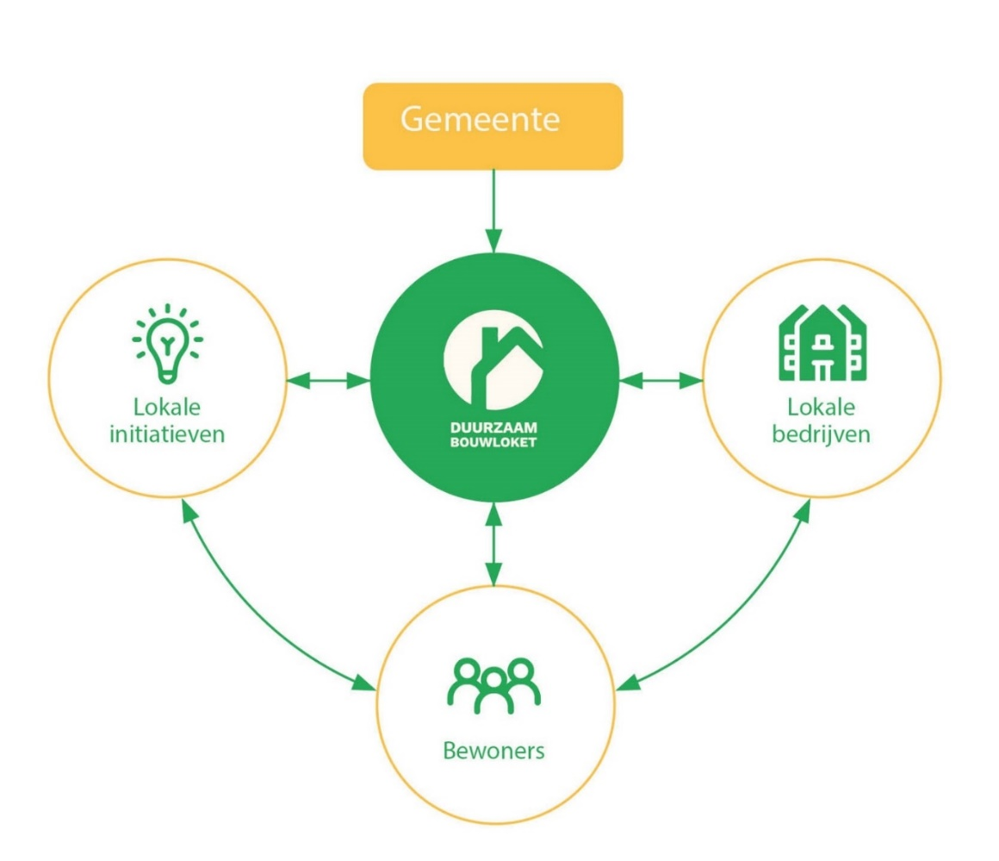 Gemeente
Lokale
initiatieven
DUURZAAM
BOUWLOKET
Lokale
bedrijven
Bewoners